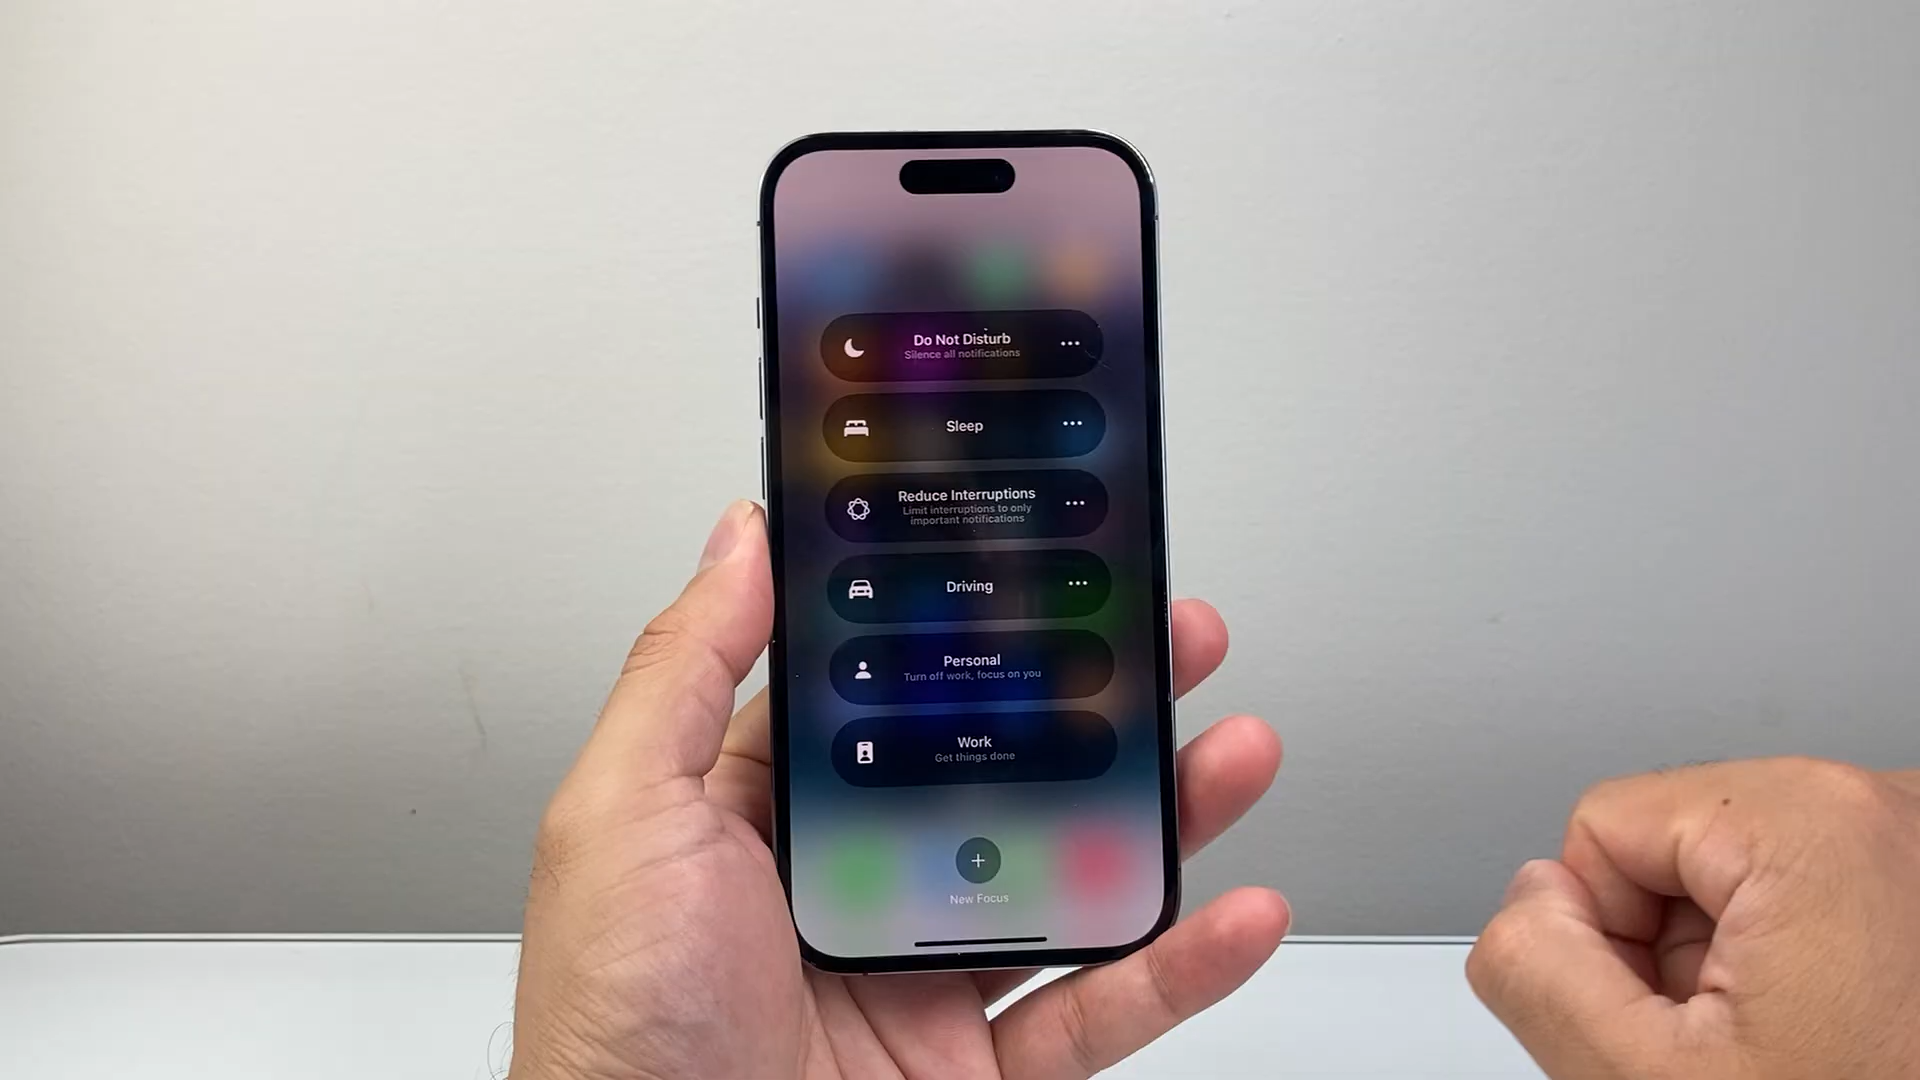 Do Not Disturb
Silence all notifications
Sleep
Reduce Interruptions
Limit interruptions to only
important notifications
Driving
Personal
Turn off work, focus on you
Work
Get things done
New Focus